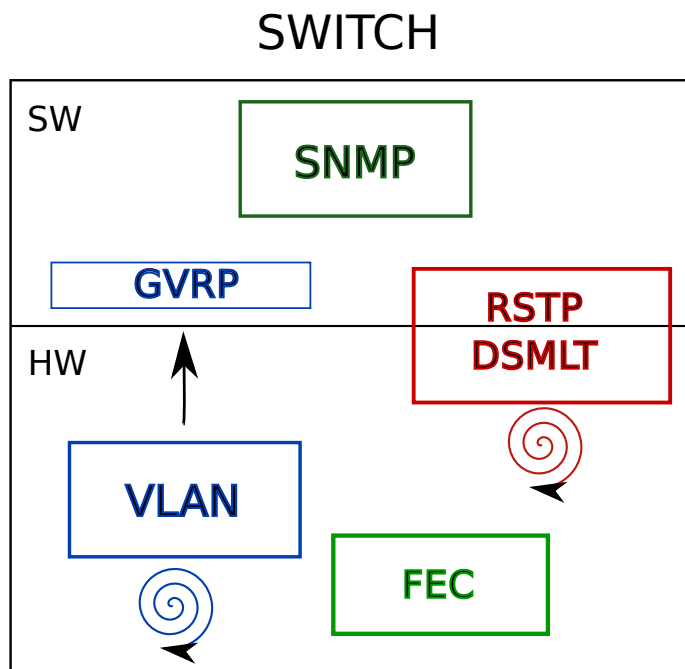 SWITCH
SW
SNMP
GVRP
RSTP
DSMLT
HW
VLAN
FEC